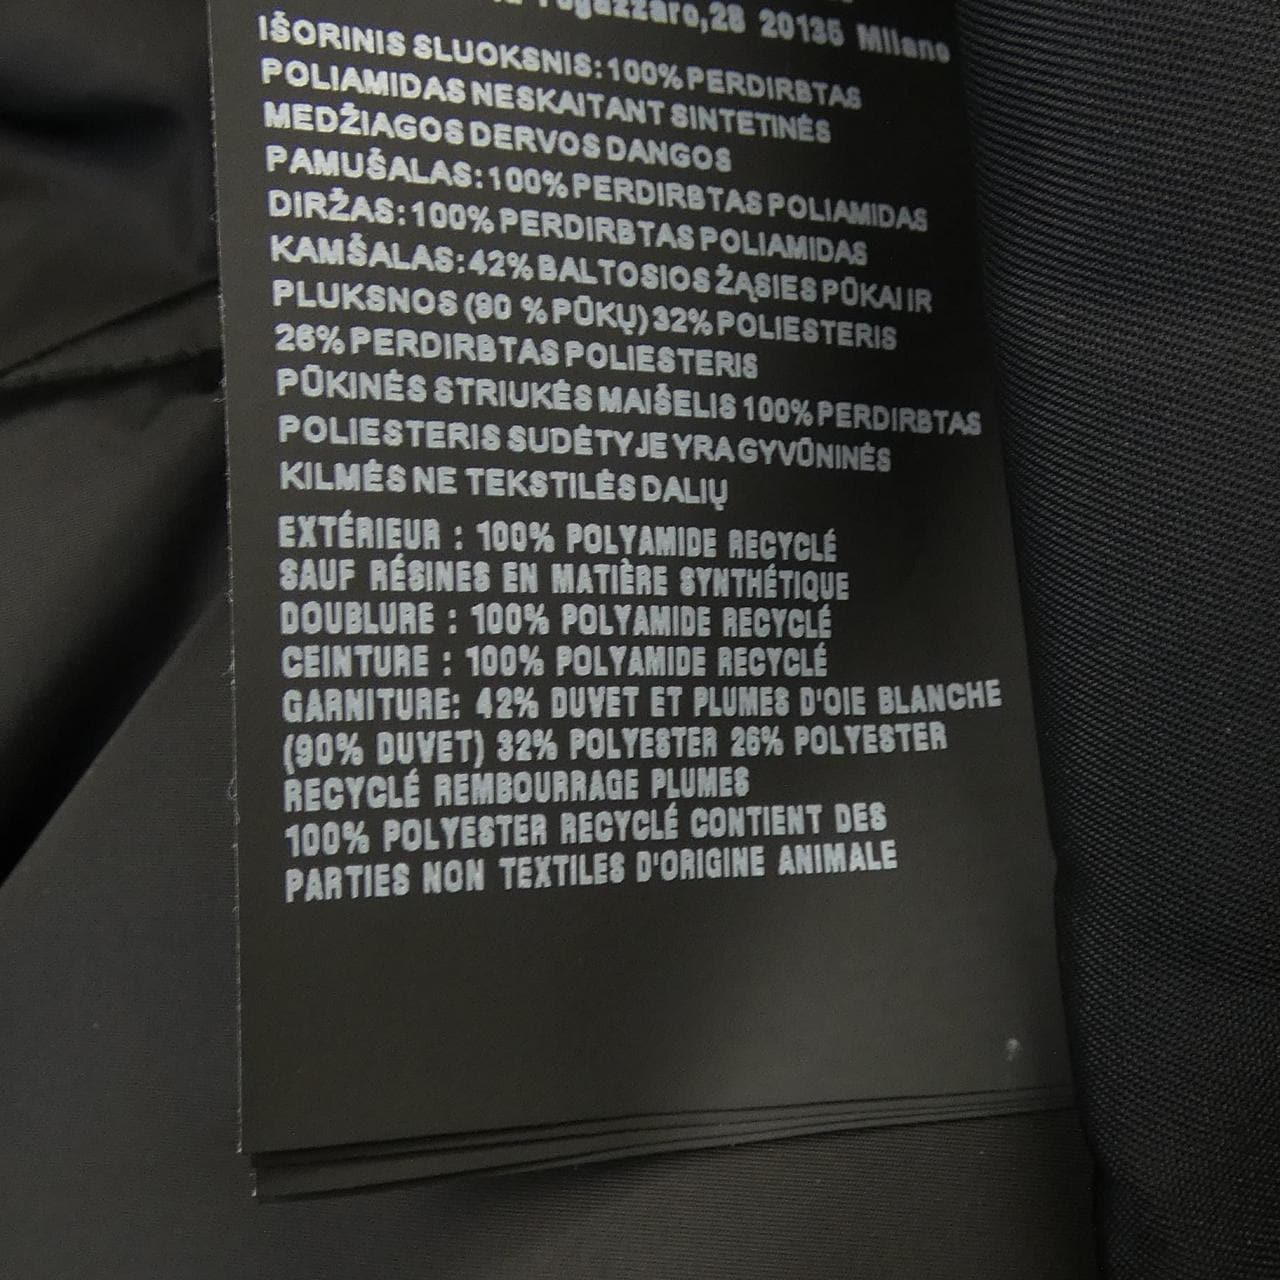 Fogazzaro,28 20135 Milano
IŠORINIS SLUOKSNIS:100% PERDIRBTAS
POLIAMIDAS NESKAITANT SINTETINĖS
MEDŽIAGOS DERVOS DANGOS
PAMUŠALAS:100% PERDIRBTAS POLIAMIDAS
DIRŽAS:100% PERDIRBTAS POLIAMIDAS
KAMŠALAS:42% BALTOSIOS ŽĄSIES PŪKAI IR
PLUKSNOS (90 % PŪKŲ) 32% POLIESTERIS
26% PERDIRBTAS POLIESTERIS
PŪKINĖS STRIUKĖS MAIŠELIS 100% PERDIRBTAS
POLIESTERIS SUDĖTYJE YRA GYVŪNINĖS
KILMĖS NE TEKSTILĖS DALIŲ
EXTÉRIEUR : 100% POLYAMIDE RECYCLÉ
SAUF RÉSINES EN MATIÈRE SYNTHÉTIQUE
DOUBLURE : 100% POLYAMIDE RECYCLÉ
CEINTURE : 100% POLYAMIDE RECYCLÉ
GARNITURE: 42% DUVET ET PLUMES D'OIE BLANCHE
(90% DUVET) 32% POLYESTER 26% POLYESTER
RECYCLÉ REMBOURRAGE PLUMES
100% POLYESTER RECYCLÉ CONTIENT DES
PARTIES NON TEXTILES D'ORIGINE ANIMALE